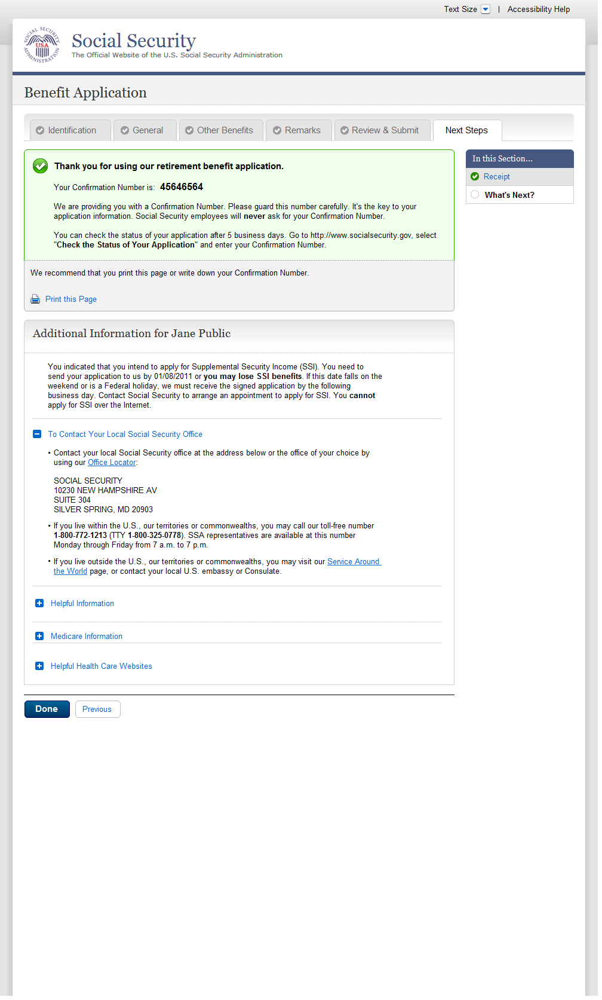 Text Size | Accessibility Help
SOCIAL SECURITY ADMINISTRATION
USA
Social Security
The Official Website of the U.S. Social Security Administration
Benefit Application
Identification
General
Other Benefits
Remarks
Review & Submit
Next Steps
Thank you for using our retirement benefit application.
Your Confirmation Number is: 45646564
We are providing you with a Confirmation Number. Please guard this number carefully. It's the key to your
application information. Social Security employees will never ask for your Confirmation Number.
You can check the status of your application after 5 business days. Go to http://www.socialsecurity.gov, select
"Check the Status of Your Application" and enter your Confirmation Number.
We recommend that you print this page or write down your Confirmation Number.
Print this Page
In this Section...
Receipt
What's Next?
Additional Information for Jane Public
You indicated that you intend to apply for Supplemental Security Income (SSI). You need to
send your application to us by 01/08/2011 or you may lose SSI benefits. If this date falls on the
weekend or is a Federal holiday, we must receive the signed application by the following
business day. Contact Social Security to arrange an appointment to apply for SSI. You cannot
apply for SSI over the Internet.
To Contact Your Local Social Security Office
• Contact your local Social Security office at the address below or the office of your choice by
using our Office Locator:
SOCIAL SECURITY
10230 NEW HAMPSHIRE AV
SUITE 304
SILVER SPRING, MD 20903
• If you live within the U.S., our territories or commonwealths, you may call our toll-free number
1-800-772-1213 (TTY 1-800-325-0778). SSA representatives are available at this number
Monday through Friday from 7 a.m. to 7 p.m.
• If you live outside the U.S., our territories or commonwealths, you may visit our Service Around
the World page, or contact your local U.S. embassy or Consulate.
Helpful Information
Medicare Information
Helpful Health Care Websites
Done
Previous